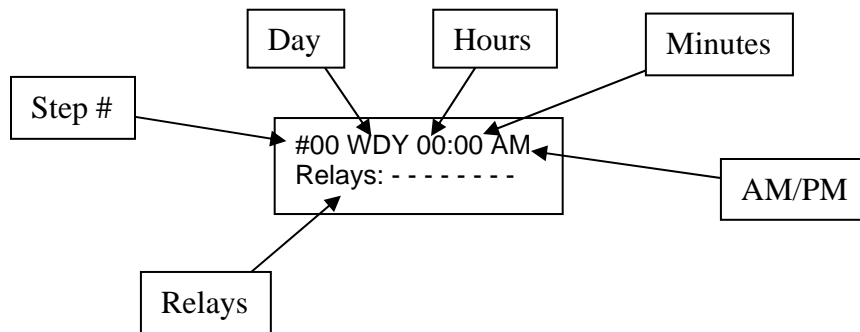 Day
Hours
Minutes
Step #
#00 WDY 00:00 AM
Relays: - - - - - - - -
AM/PM
Relays